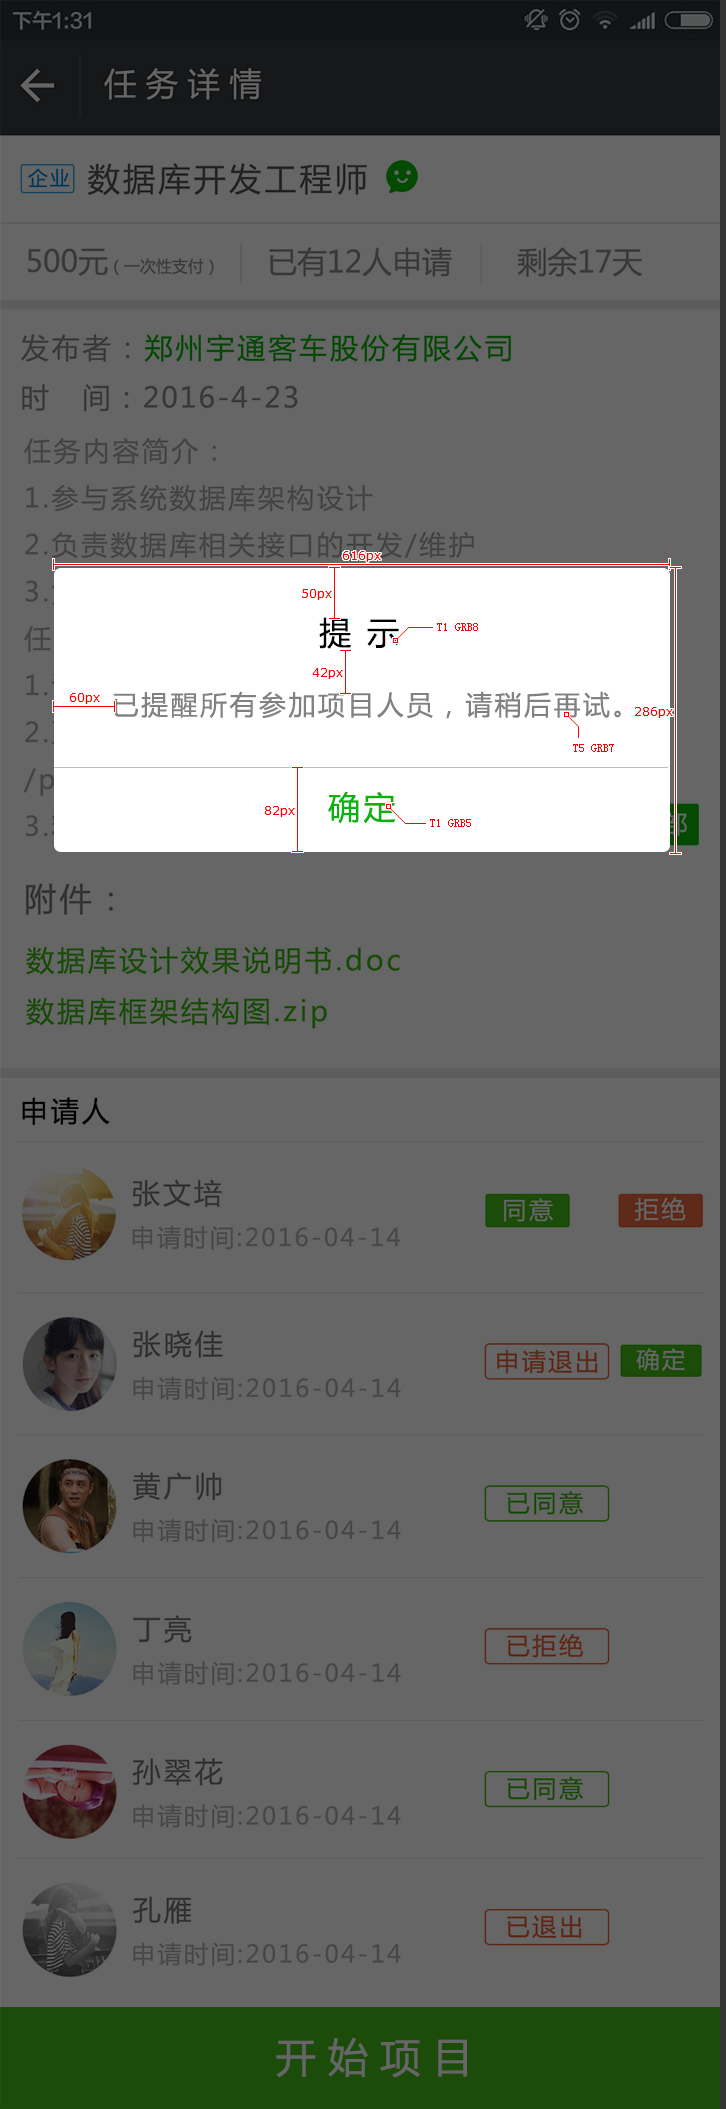 下午1:31
任务详情
企业 数据库开发工程师
500元(一次性支付) 已有12人申请 剩余17天
发布者：郑州宇通客车股份有限公司
时 间：2016-4-23
任务内容简介：
1.参与系统数据库架构设计
2.负责数据库相关接口的开发/维护
616px
3.
50px
提 示
T1 GRB8
任
42px
1.
60px
已提醒所有参加项目人员，请稍后再试。
286px
2.
T5 GRB7
/p
82px
确定
T1 GRB5
3.
部
附件：
数据库设计效果说明书.doc
数据库框架结构图.zip
申请人
张文培
申请时间:2016-04-14
同意 拒绝
张晓佳
申请时间:2016-04-14
申请退出 确定
黄广帅
申请时间:2016-04-14
已同意
丁亮
申请时间:2016-04-14
已拒绝
孙翠花
申请时间:2016-04-14
已同意
孔雁
申请时间:2016-04-14
已退出
开始项目